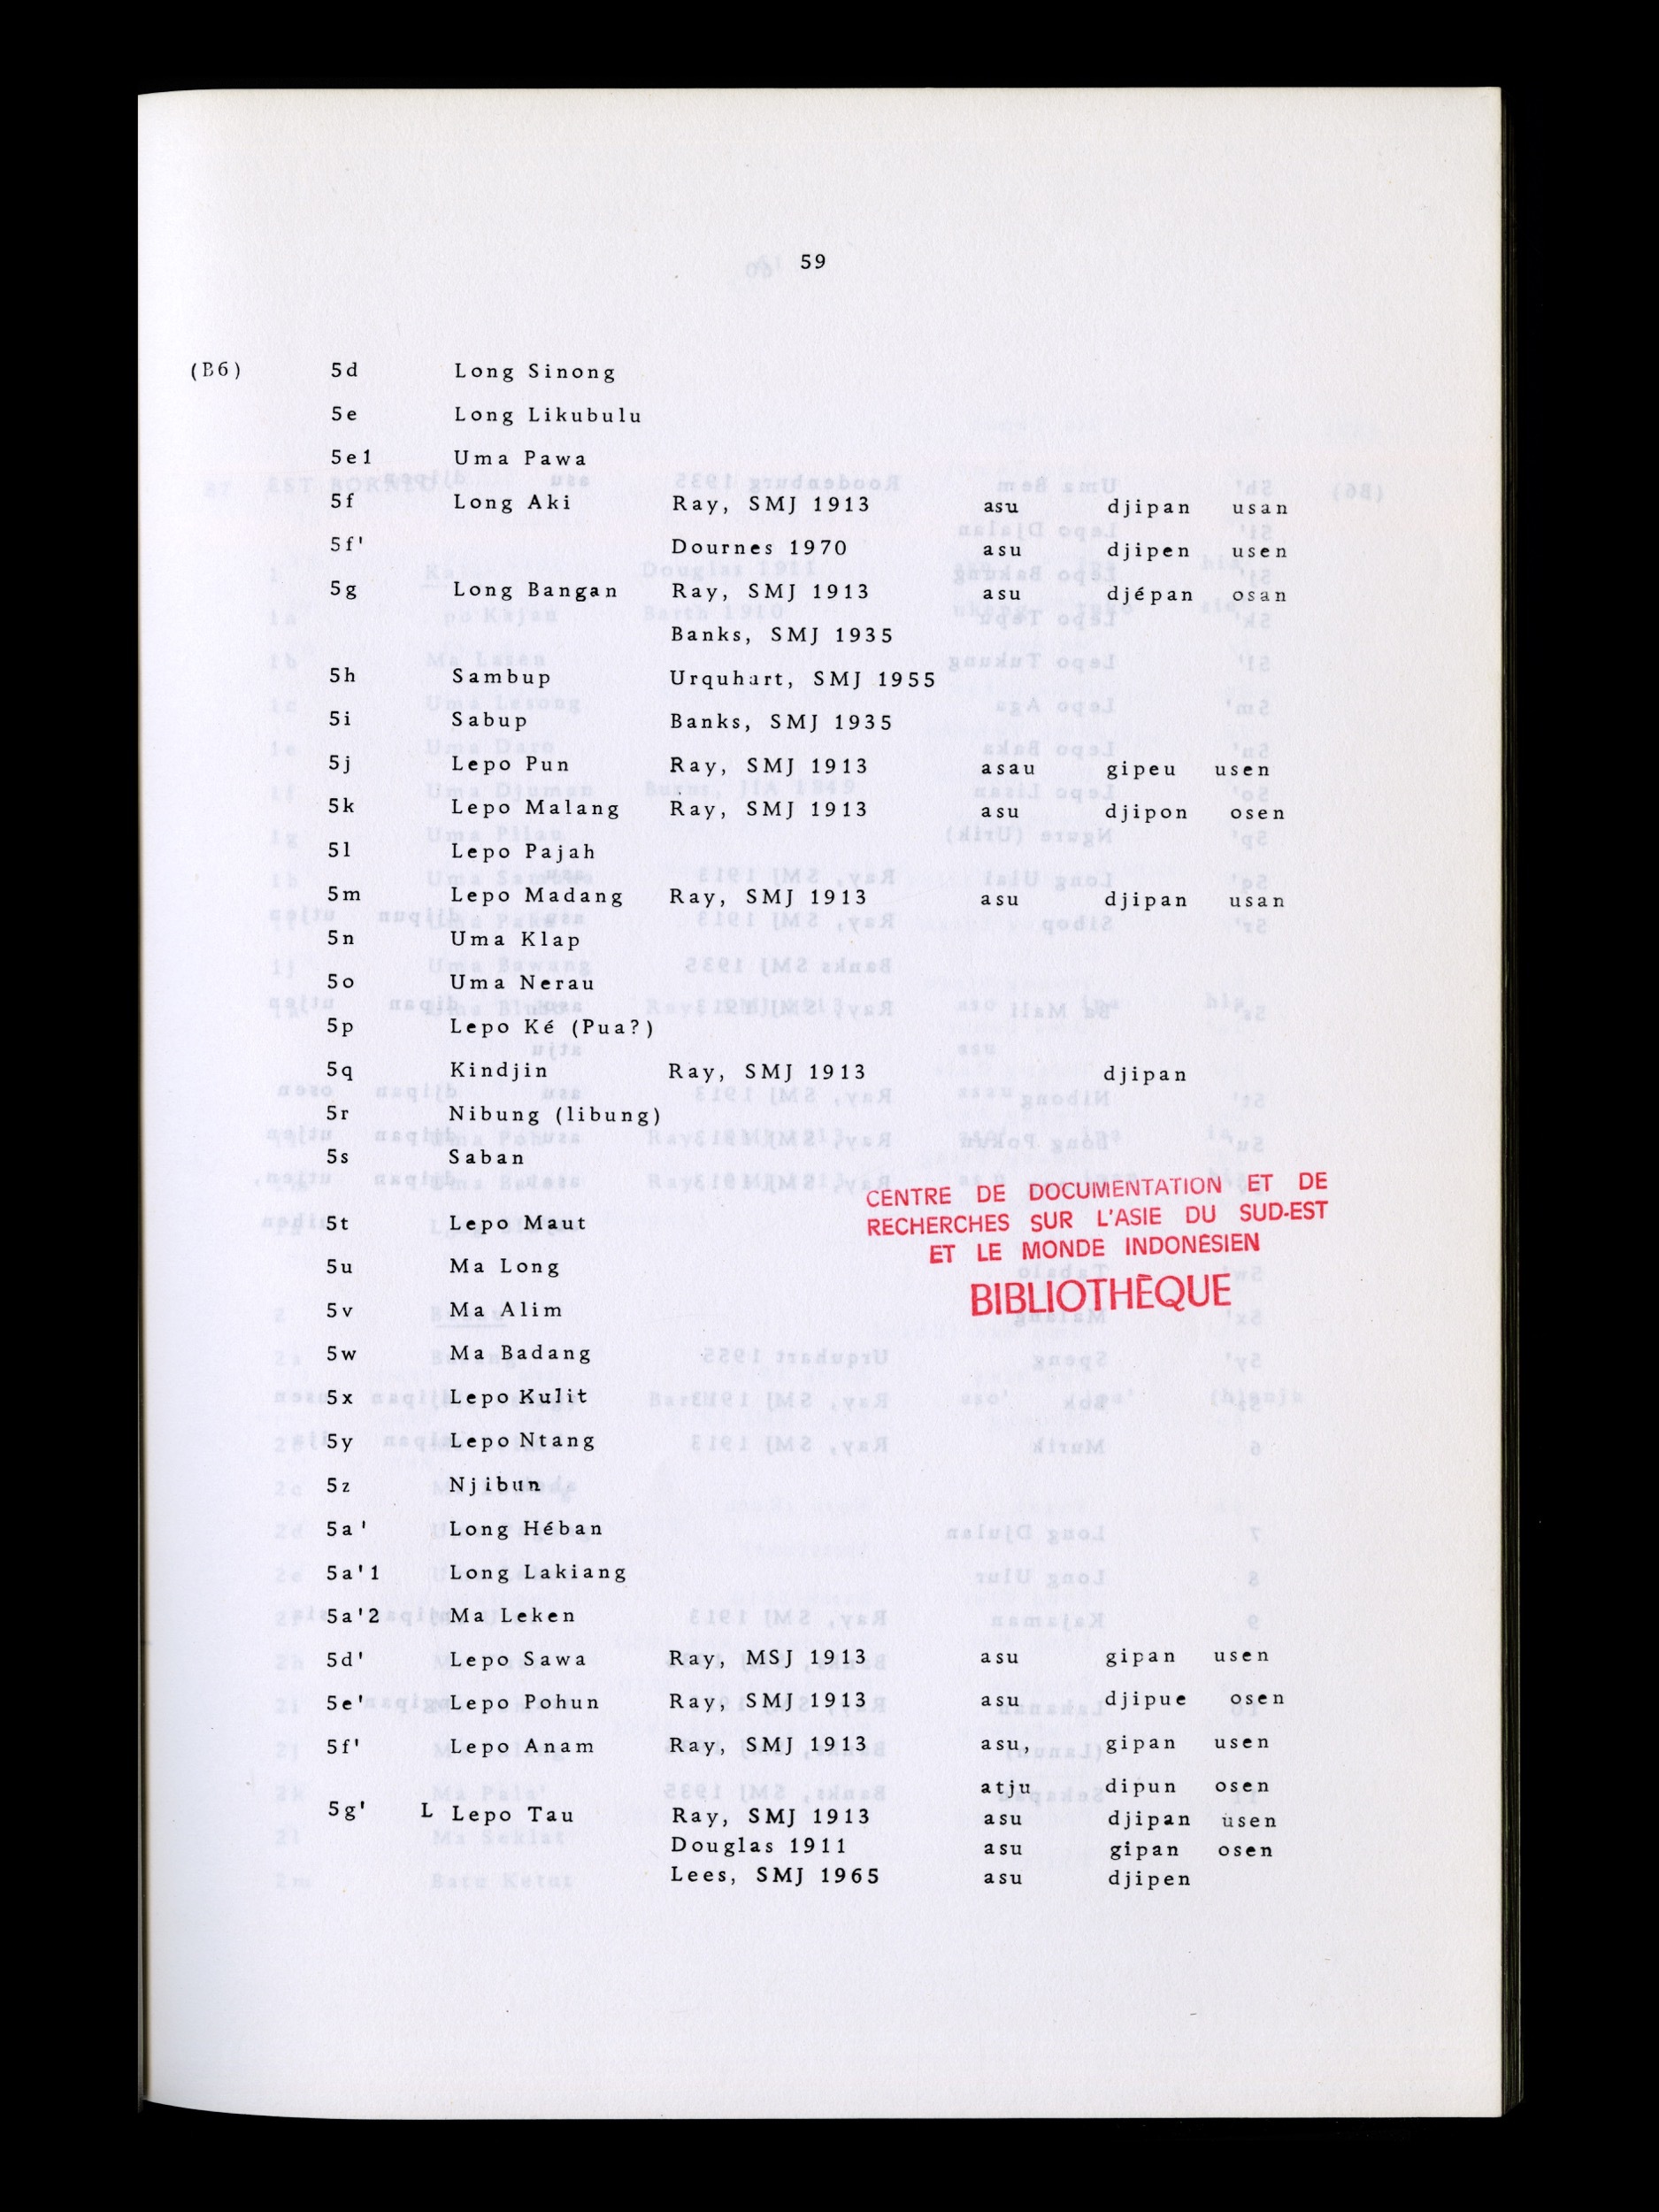 59
(B6) 5d Long Sinong
5e Long Likubulu
5e1 Uma Pawa
5f Long Aki Ray, SMJ 1913 asu djipan usan
5f' Dournes 1970 asu djipen usen
5g Long Bangan Ray, SMJ 1913 asu djépan osan
Banks, SMJ 1935
5h Sambup Urquhart, SMJ 1955
5i Sabup Banks, SMJ 1935
5j Lepo Pun Ray, SMJ 1913 asau gipeu usen
5k Lepo Malang Ray, SMJ 1913 asu djipon osen
5l Lepo Pajah
5m Lepo Madang Ray, SMJ 1913 asu djipan usan
5n Uma Klap
5o Uma Nerau
5p Lepo Ké (Pua?)
5q Kindjin Ray, SMJ 1913 djipan
5r Nibung (libung)
5s Saban
CENTRE DE DOCUMENTATION ET DE
RECHERCHES SUR L'ASIE DU SUD-EST
ET LE MONDE INDONÉSIEN
BIBLIOTHÈQUE
5t Lepo Maut
5u Ma Long
5v Ma Alim
5w Ma Badang
5x Lepo Kulit
5y Lepo Ntang
5z Njibun
5a' Long Héban
5a'1 Long Lakiang
5a'2 Ma Leken
5d' Lepo Sawa Ray, MSJ 1913 asu gipan usen
5e' Lepo Pohun Ray, SMJ 1913 asu djipue osen
5f' Lepo Anam Ray, SMJ 1913 asu, gipan usen
atju dipun osen
5g' L Lepo Tau Ray, SMJ 1913 asu djipan usen
Douglas 1911 asu gipan osen
Lees, SMJ 1965 asu djipen